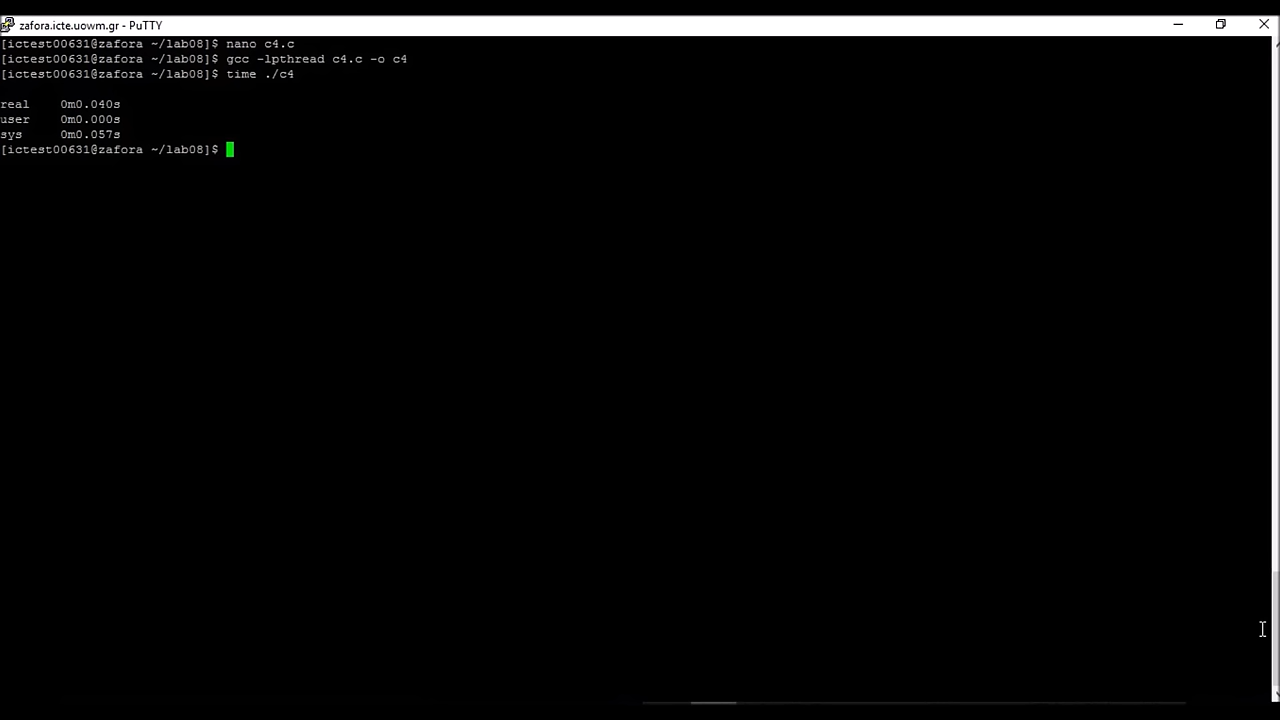 zafora.icte.uowm.gr - PuTTY
[ictest00631@zafora ~/lab08]$ nano c4.c
[ictest00631@zafora ~/lab08]$ gcc -lpthread c4.c -o c4
[ictest00631@zafora ~/lab08]$ time ./c4
real    0m0.040s
user    0m0.000s
sys     0m0.057s
[ictest00631@zafora ~/lab08]$